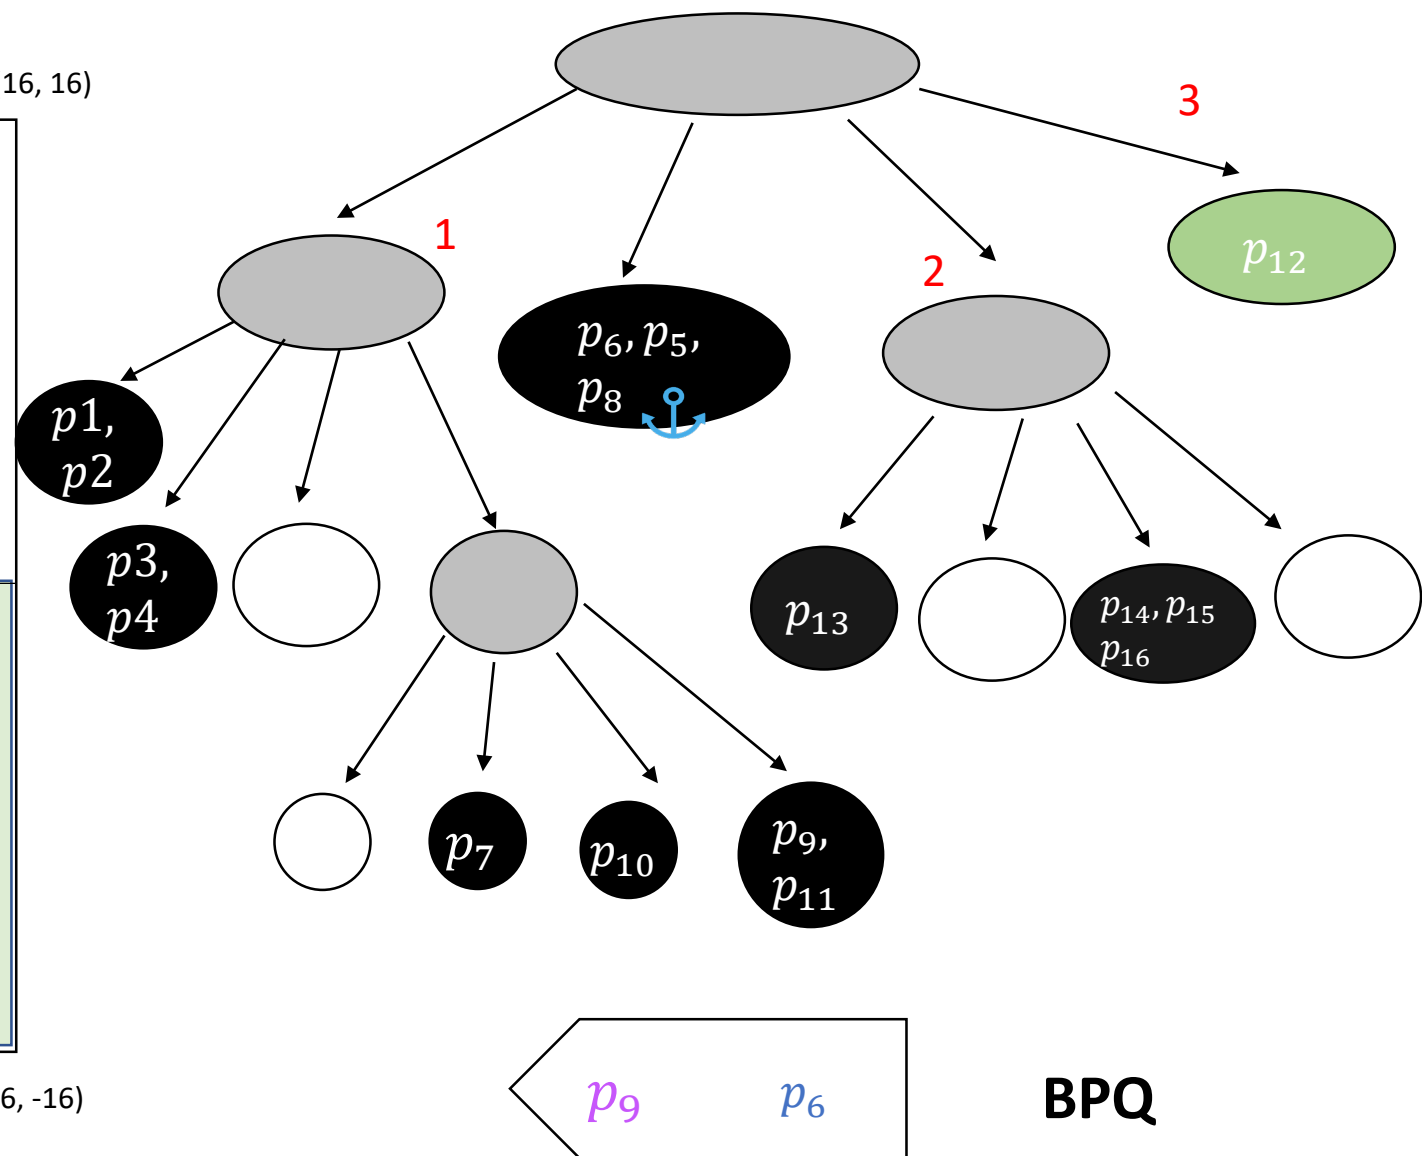 16, 16)
3
1
2
p₁₂
p₆, p₅,
p₈
p1,
p2
p3,
p4
p₁₃
p₁₄, p₁₅
p₁₆
p₇
p₁₀
p₉,
p₁₁
6, -16)
p₉ p₆
BPQ